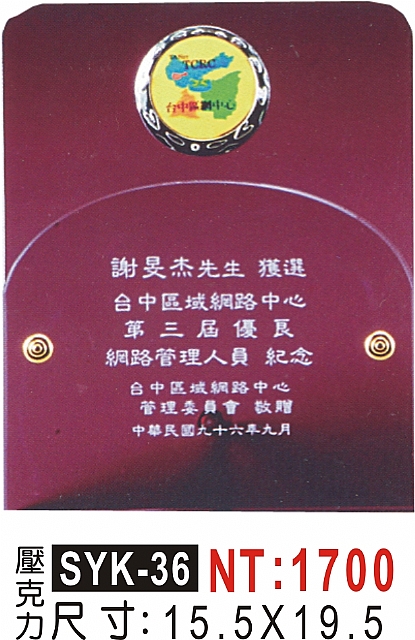 TCRC
台中區網中心
謝旻杰先生 獲選
台中區域網路中心
第三屆優良
網路管理人員 紀念
台中區域網路中心
管理委員會 敬贈
中華民國九十六年九月
壓克力
SYK-36 NT:1700
尺寸:15.5X19.5